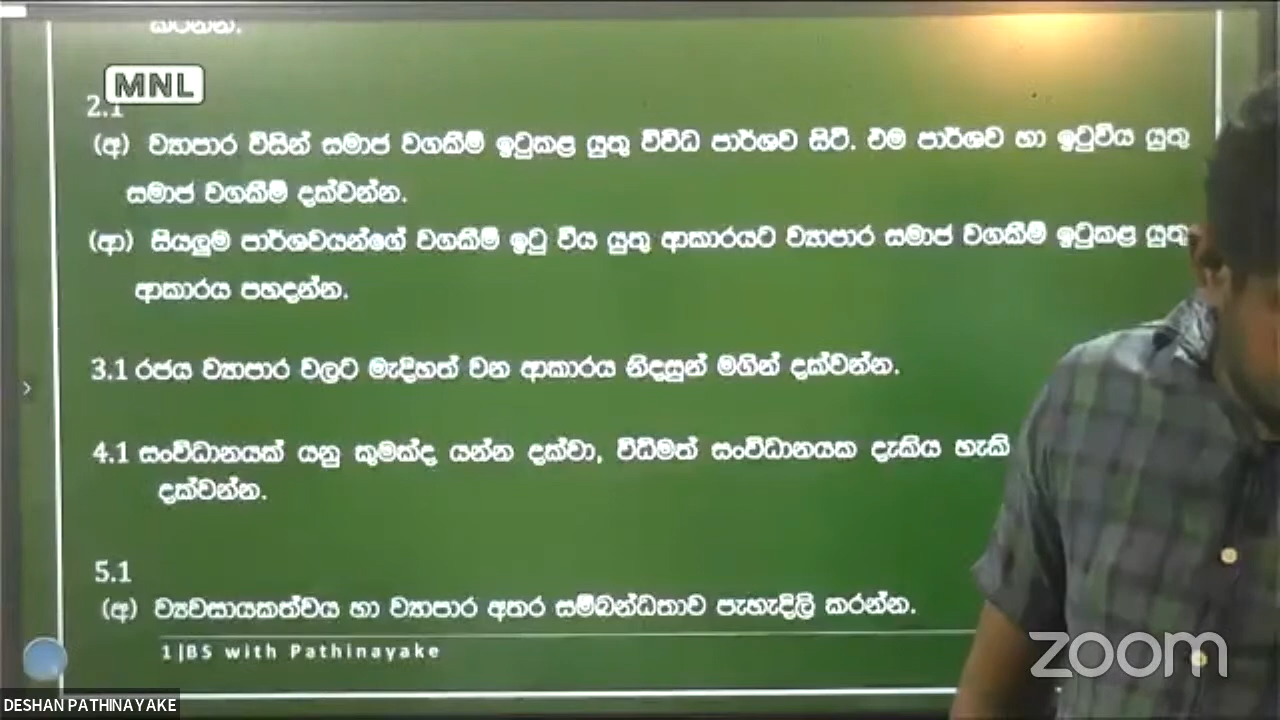 කරන්න.
MNL
2.1
(අ) ව්‍යාපාර විසින් සමාජ වගකීම් ඉටුකළ යුතු විවිධ පාර්ශව සිටී. එම පාර්ශව හා ඉටුවිය යුතු
සමාජ වගකීම් දක්වන්න.
(ආ) සියලුම පාර්ශවයන්ගේ වගකීම් ඉටු විය යුතු ආකාරයට ව්‍යාපාර සමාජ වගකීම් ඉටුකළ යුතු
ආකාරය පහදන්න.
3.1 රජය ව්‍යාපාර වලට මැදිහත් වන ආකාරය නිදසුන් මගින් දක්වන්න.
4.1 සංවිධානයක් යනු කුමක්ද යන්න දක්වා, විධිමත් සංවිධානයක දැකිය හැකි
දක්වන්න.
5.1
(අ) ව්‍යවසායකත්වය හා ව්‍යාපාර අතර සම්බන්ධතාව පැහැදිලි කරන්න.
1|BS with Pathinayake
zoom
DESHAN PATHINAYAKE